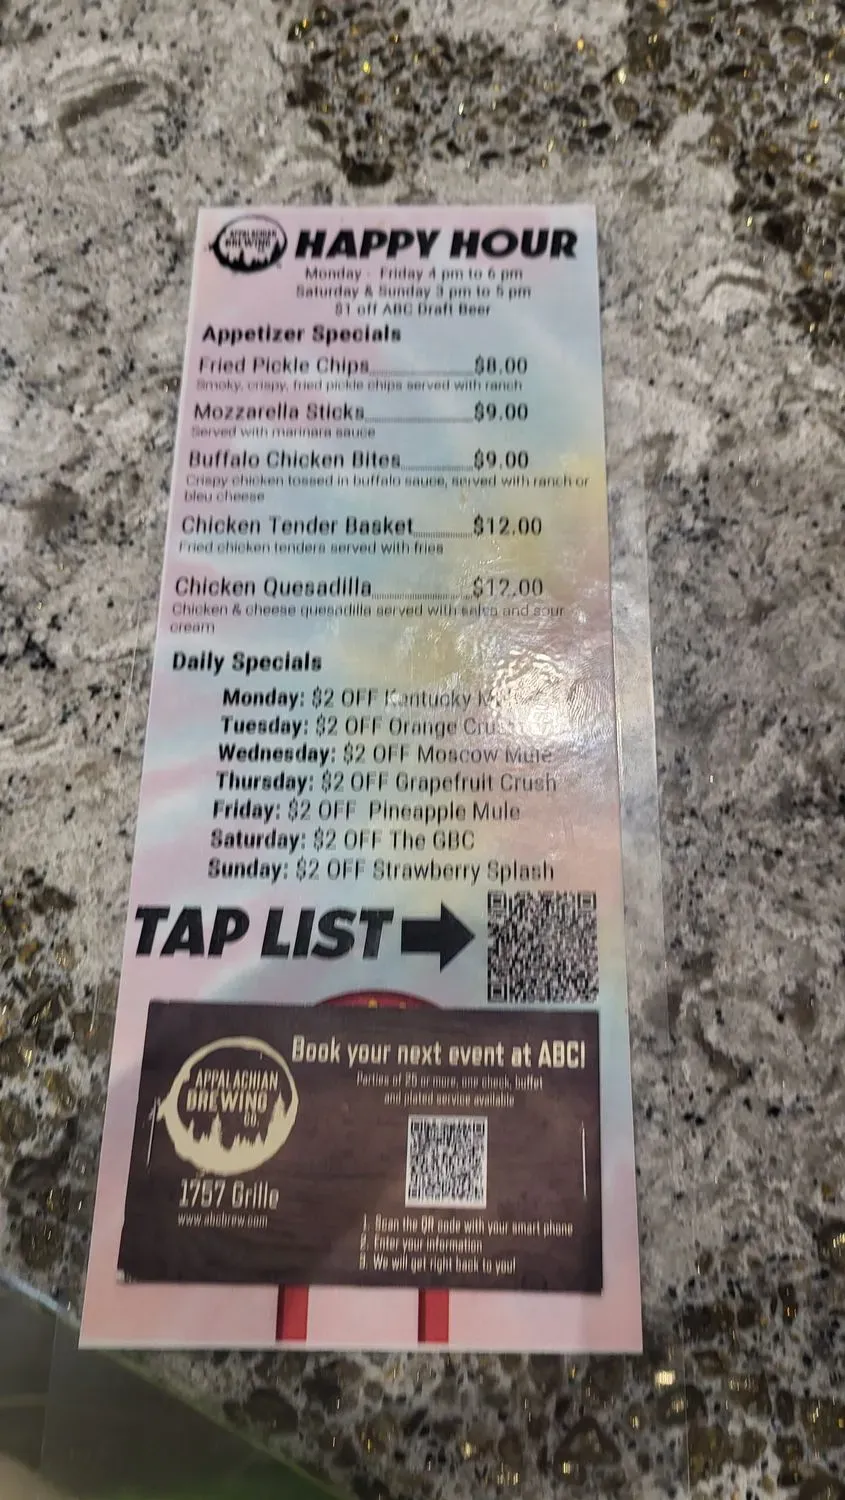 APPALACHIAN
BREWING
HAPPY HOUR
Monday - Friday 4 pm to 6 pm
Saturday & Sunday 3 pm to 5 pm
$1 off ABC Draft Beer
Appetizer Specials
Fried Pickle Chips $8.00
Smoky, crispy, fried pickle chips served with ranch
Mozzarella Sticks $9.00
Served with marinara sauce
Buffalo Chicken Bites $9.00
Crispy chicken tossed in buffalo sauce, served with ranch or
bleu cheese
Chicken Tender Basket $12.00
Fried chicken tenders served with fries
Chicken Quesadilla $12.00
Chicken & cheese quesadilla served with salsa and sour
cream
Daily Specials
Monday: $2 OFF Kentucky
Tuesday: $2 OFF Orange Crush
Wednesday: $2 OFF Moscow Mule
Thursday: $2 OFF Grapefruit Crush
Friday: $2 OFF Pineapple Mule
Saturday: $2 OFF The GBC
Sunday: $2 OFF Strawberry Splash
TAP LIST
Book your next event at ABC!
Parties of 25 or more, one check, buffet
and plated service available
APPALACHIAN
BREWING
CO
1757 Grille
www.abcbrew.com
1. Scan the QR code with your smart phone
2. Enter your information
3. We will get right back to you!